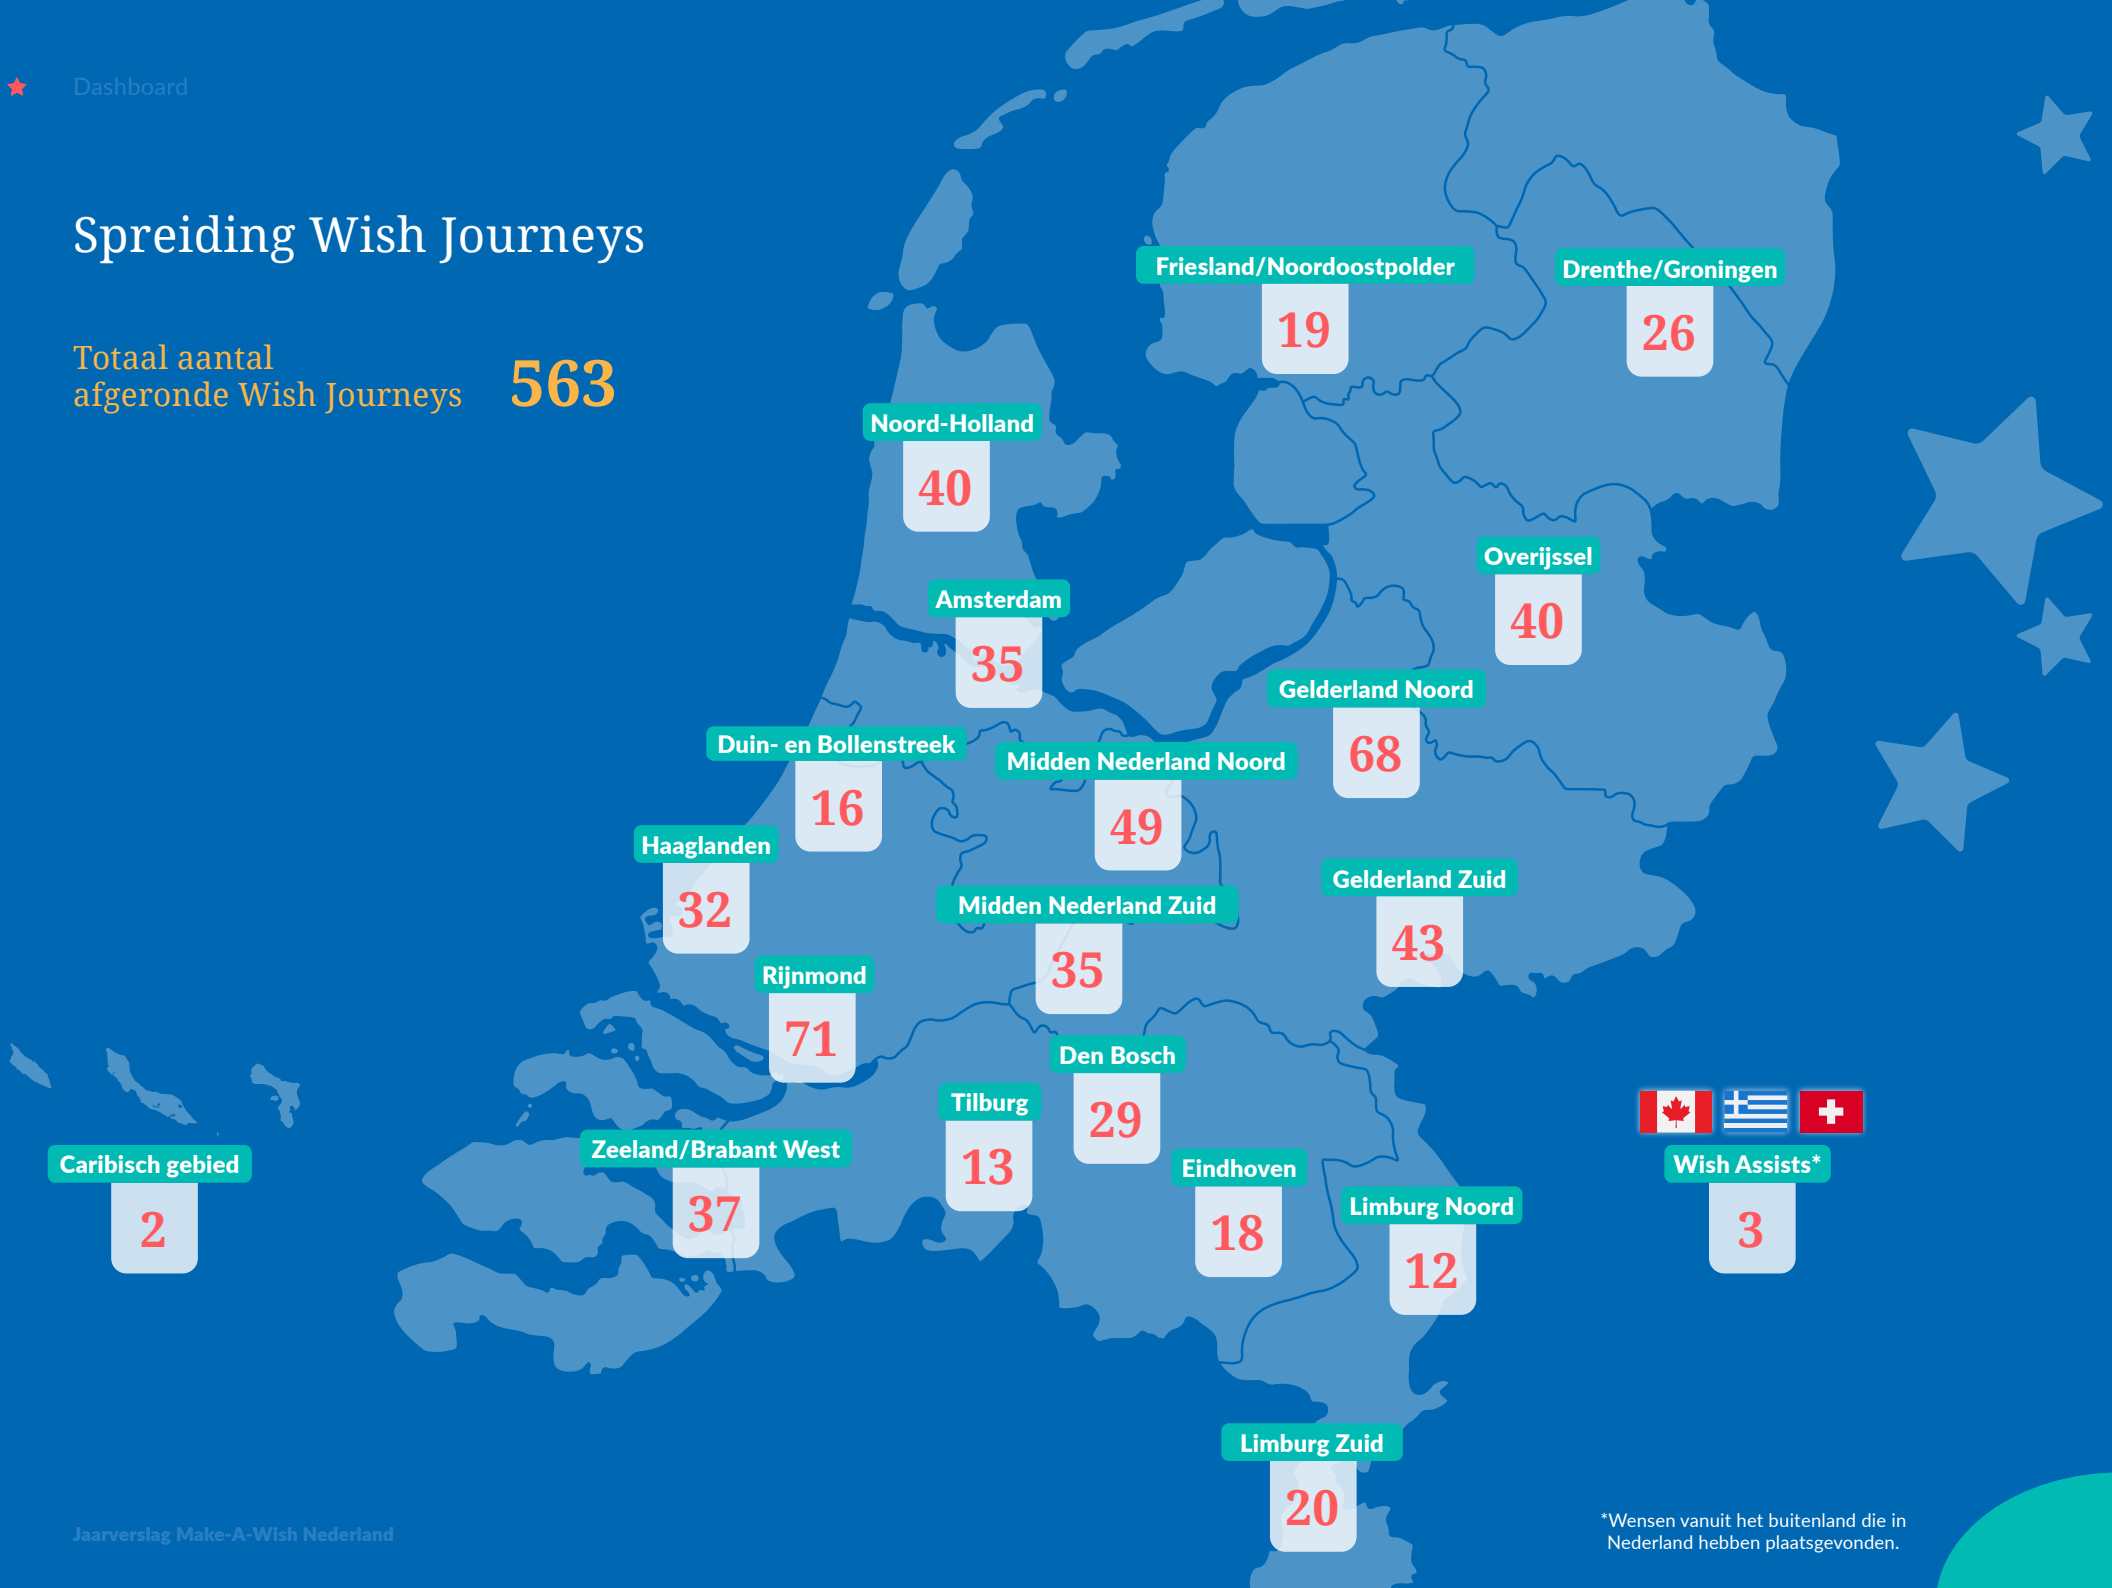 Dashboard
Spreiding Wish Journeys
Totaal aantal
afgeronde Wish Journeys
563
Friesland/Noordoostpolder
19
Drenthe/Groningen
26
Noord-Holland
40
Overijssel
40
Amsterdam
35
Gelderland Noord
68
Duin- en Bollenstreek
16
Midden Nederland Noord
49
Haaglanden
32
Gelderland Zuid
43
Midden Nederland Zuid
35
Rijnmond
71
Den Bosch
29
Tilburg
13
Zeeland/Brabant West
37
Caribisch gebied
2
Eindhoven
18
Limburg Noord
12
Wish Assists*
3
Limburg Zuid
20
*Wensen vanuit het buitenland die in
Nederland hebben plaatsgevonden.
Jaarverslag Make-A-Wish Nederland